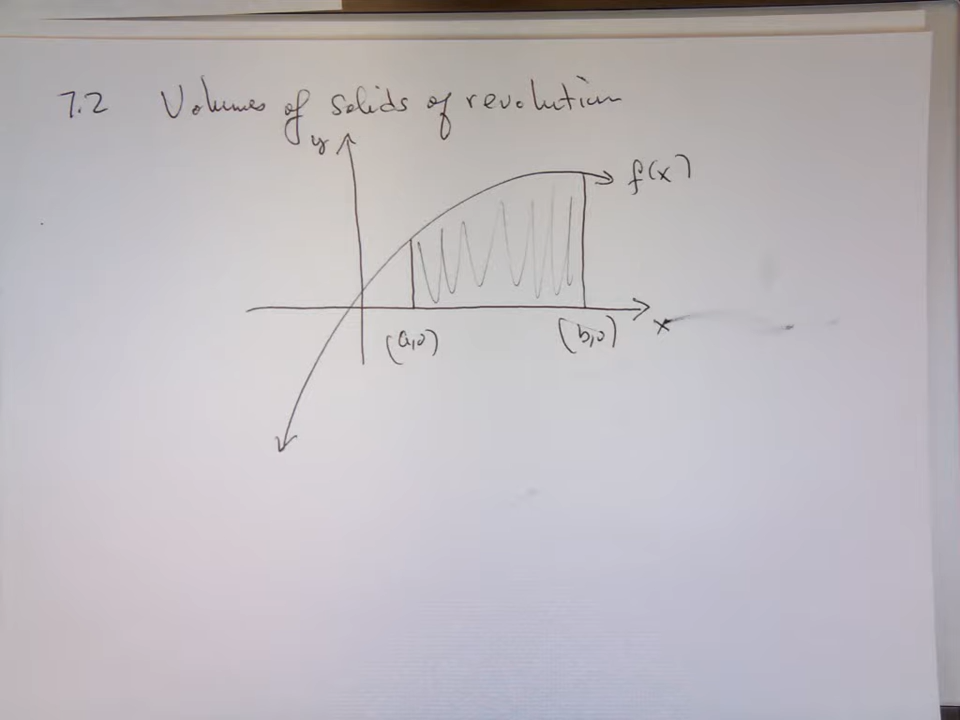 7.2 Volumes of solids of revolution
y
f(x)
x
(a,0)
(b,0)